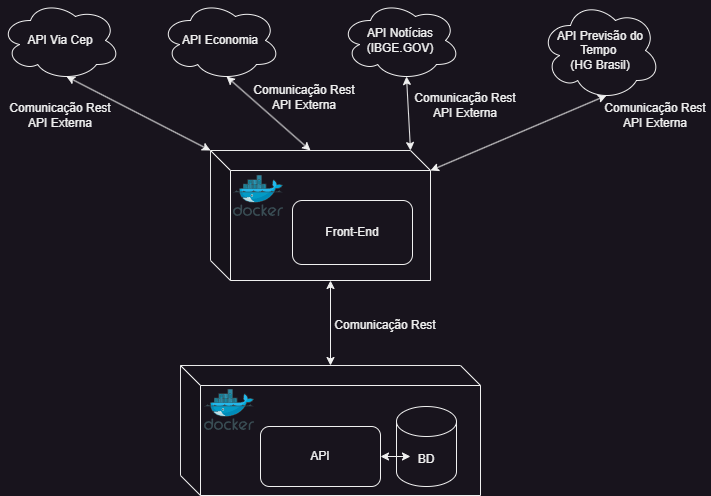 API Via Cep
API Economia
API Notícias
(IBGE.GOV)
API Previsão do
Tempo
(HG Brasil)
Comunicação Rest
API Externa
Comunicação Rest
API Externa
Comunicação Rest
API Externa
Comunicação Rest
API Externa
docker
Front-End
Comunicação Rest
docker
API
BD